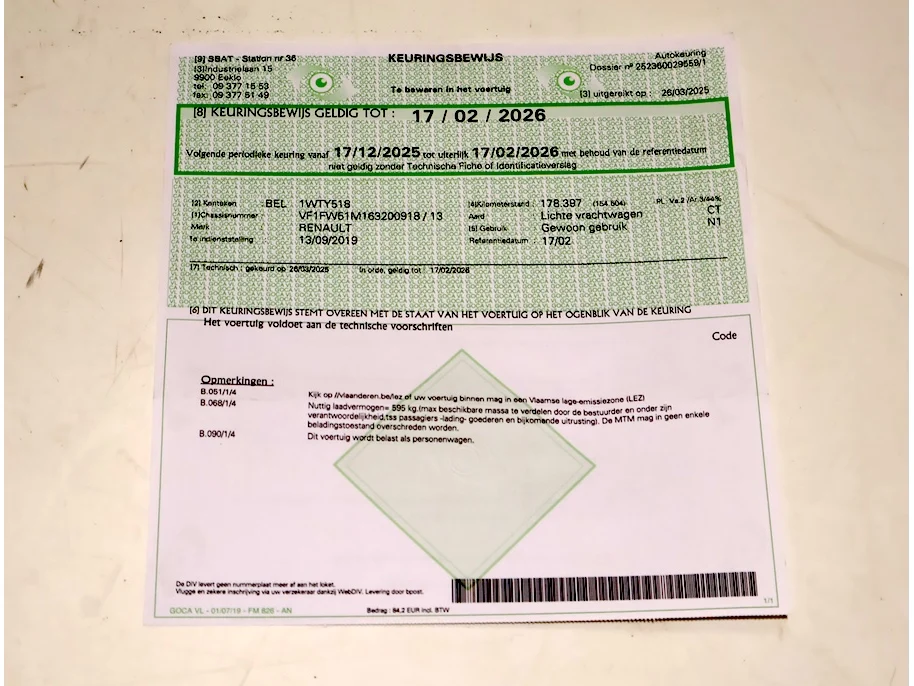 [9] SBAT - Station nr 36
KEURINGSBEWIJS
Autokeuring
[3]Industrielaan 15
Dossier nº 252360029559/1
9900 Eeklo
tel: 09 377 15 53
Te bewaren in het voertuig
fax: 09 377 51 49
[3] uitgereikt op : 26/03/2025
[8] KEURINGSBEWIJS GELDIG TOT : 17 / 02 / 2026
Volgende periodieke keuring vanaf 17/12/2025 tot uiterlijk 17/02/2026 met behoud van de referentiedatum
niet geldig zonder Technische Fiche of Identificatieverslag
[2] Kenteken : BEL 1WTY518
[4]Kilometerstand : 178.397 (154.604)
[1]Chassisnummer : VF1FW51M163200918 / 13
Aard : Lichte vrachtwagen CT
Merk : RENAULT
[5] Gebruik : Gewoon gebruik N1
1e indienststelling : 13/09/2019
Referentiedatum : 17/02
[7] Technisch : gekeurd op 26/03/2025 In orde, geldig tot : 17/02/2026
[6] DIT KEURINGSBEWIJS STEMT OVEREEN MET DE STAAT VAN HET VOERTUIG OP HET OGENBLIK VAN DE KEURING
Het voertuig voldoet aan de technische voorschriften
Code
Opmerkingen :
B.051/1/4 Kijk op //vlaanderen.be/lez of uw voertuig binnen mag in een Vlaamse lage-emissiezone (LEZ)
B.068/1/4 Nuttig laadvermogen= 595 kg.(max beschikbare massa te verdelen door de bestuurder en onder zijn
verantwoordelijkheid,tss passagiers -lading- goederen en bijkomende uitrusting). De MTM mag in geen enkele
beladingstoestand overschreden worden.
B.090/1/4 Dit voertuig wordt belast als personenwagen.
De DIV levert geen nummerplaat meer af aan het loket.
Vlugge en zekere inschrijving via uw verzekeraar dankzij WebDIV. Levering door bpost.
GOCA VL - 01/07/19 - FM 826 - AN
Bedrag : 84,2 EUR incl. BTW
1/1